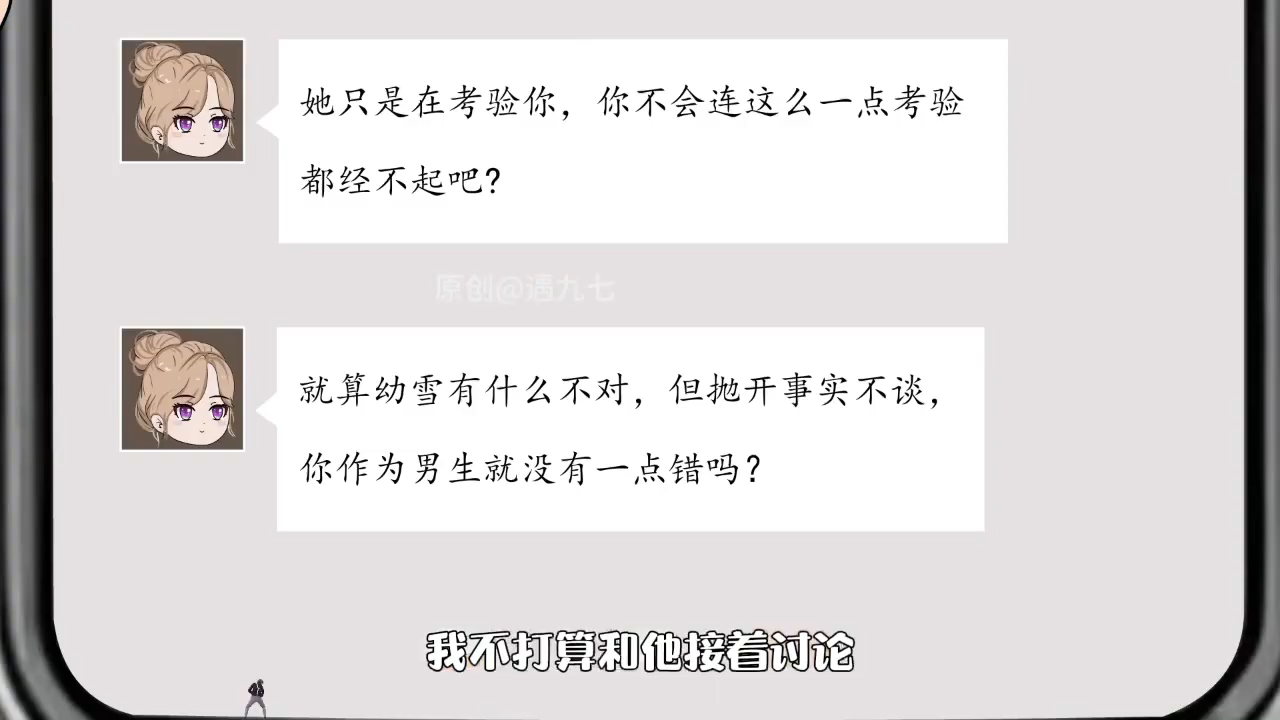 她只是在考验你，你不会连这么一点考验
都经不起吧？
原创@遇九七
就算幼雪有什么不对，但抛开事实不谈，
你作为男生就没有一点错吗？
我不打算和他接着讨论